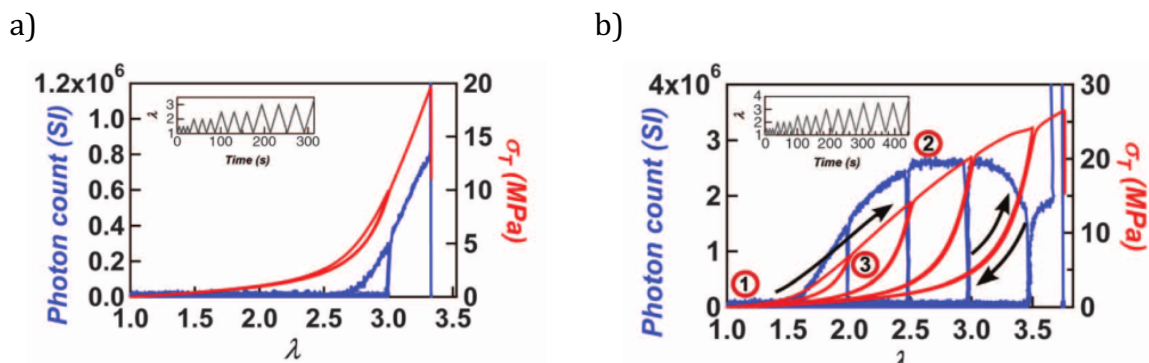 a)
1.2x10⁶
1.0
0.8
0.6
0.4
0.2
0.0
Photon count (SI)
20
15
10
5
0
σT (MPa)
3
2
1
λ
0 100 200 300
Time (s)
1.0 1.5 2.0 2.5 3.0 3.5
λ
b)
4x10⁶
3
2
1
0
Photon count (SI)
30
20
10
0
σT (MPa)
4
3
2
1
λ
0 100 200 300 400
Time (s)
1
2
3
1.0 1.5 2.0 2.5 3.0 3.5
λ